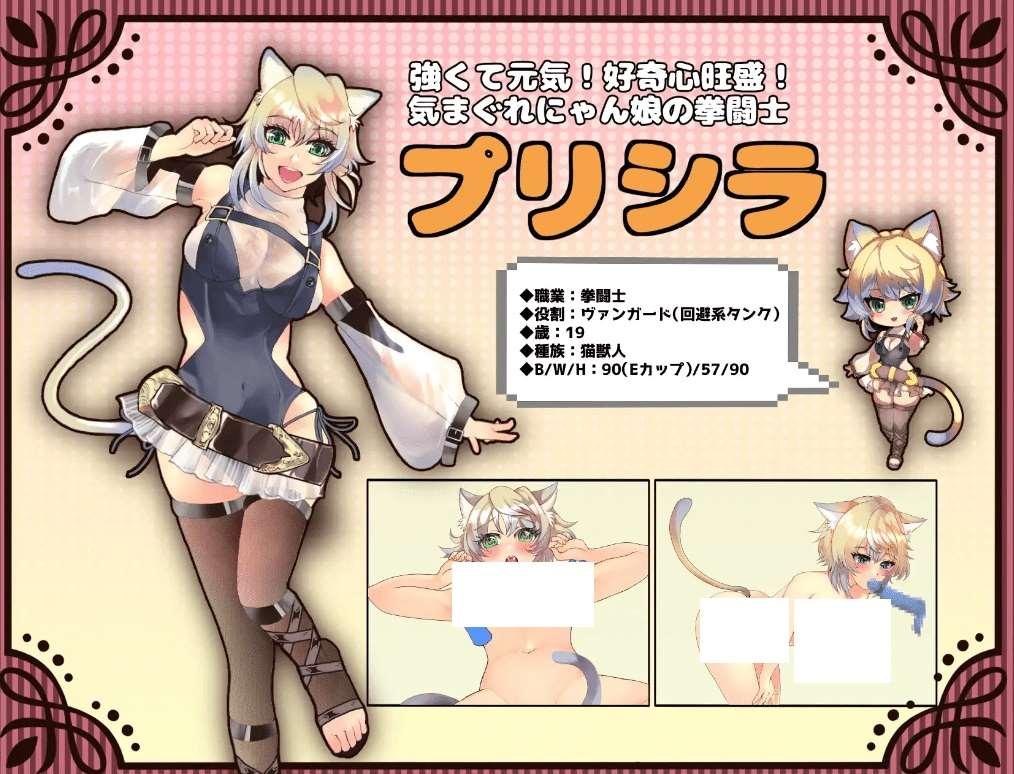 強くて元気！好奇心旺盛！
気まぐれにゃん娘の拳闘士
プリシラ
◆職業：拳闘士
◆役割：ヴァンガード(回避系タンク)
◆歳：19
◆種族：猫獣人
◆B/W/H：90(Eカップ)/57/90